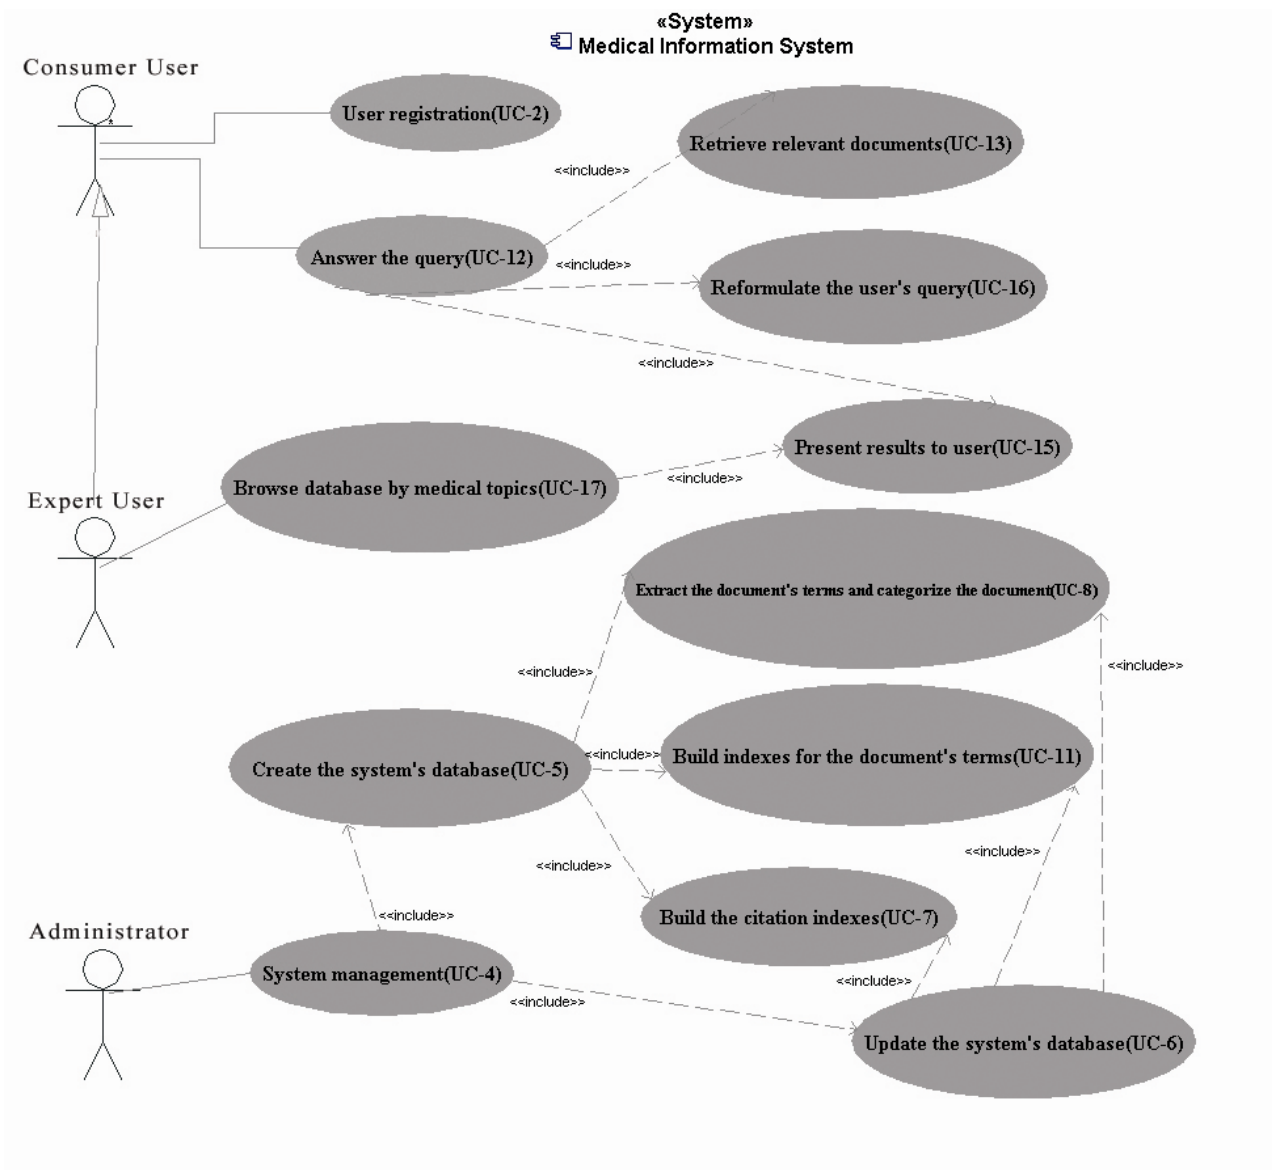 «System»
Medical Information System
Consumer User
User registration(UC-2)
Retrieve relevant documents(UC-13)
<<include>>
Answer the query(UC-12)
<<include>>
Reformulate the user's query(UC-16)
<<include>>
Present results to user(UC-15)
<<include>>
Browse database by medical topics(UC-17)
Expert User
Extract the document's terms and categorize the document(UC-8)
<<include>>
<<include>>
Create the system's database(UC-5)
<<include>>
Build indexes for the document's terms(UC-11)
<<include>>
<<include>>
<<include>>
Build the citation indexes(UC-7)
Administrator
System management(UC-4)
<<include>>
<<include>>
Update the system's database(UC-6)